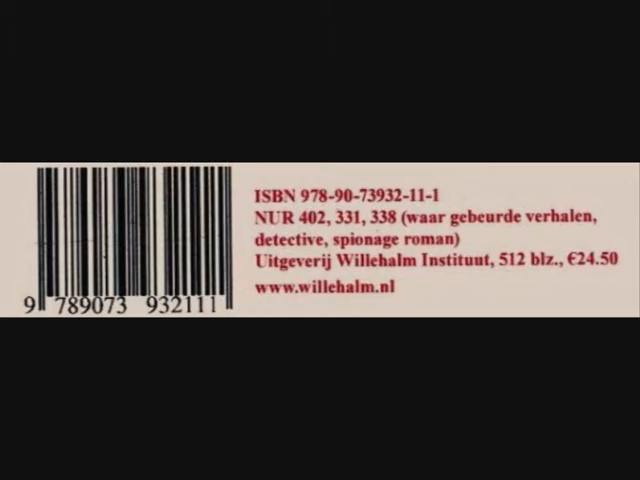 ISBN 978-90-73932-11-1
NUR 402, 331, 338 (waar gebeurde verhalen,
detective, spionage roman)
Uitgeverij Willehalm Instituut, 512 blz., €24.50
www.willehalm.nl
9 789073 932111